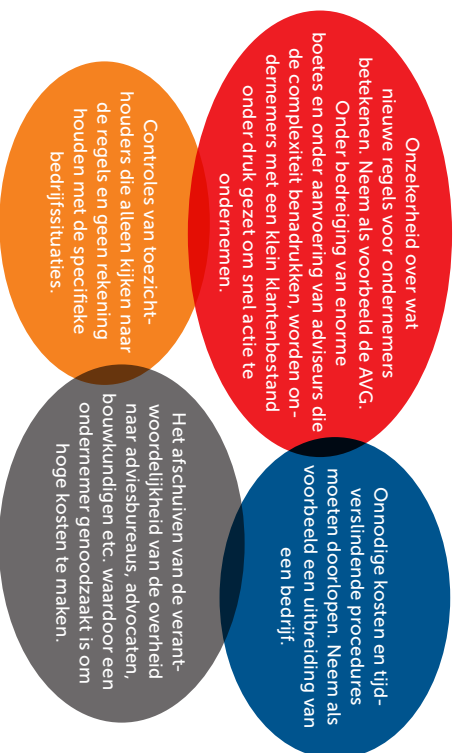 Onzekerheid over wat
nieuwe regels voor ondernemers
betekenen. Neem als voorbeeld de AVG.
Onder bedreiging van enorme
boetes en onder aanvoering van adviseurs die
de complexiteit benadrukken, worden on-
dernemers met een klein klantenbestand
onder druk gezet om snel actie te
ondernemen.
Onnodige kosten en tijd-
verslindende procedures
moeten doorlopen. Neem als
voorbeeld een uitbreiding van
een bedrijf.
Controles van toezicht-
houders die alleen kijken naar
de regels en geen rekening
houden met de specifieke
bedrijfssituaties.
Het afschuiven van de verant-
woordelijkheid van de overheid
naar adviesbureaus, advocaten,
bouwkundigen etc. waardoor een
ondernemer genoodzaakt is om
hoge kosten te maken.